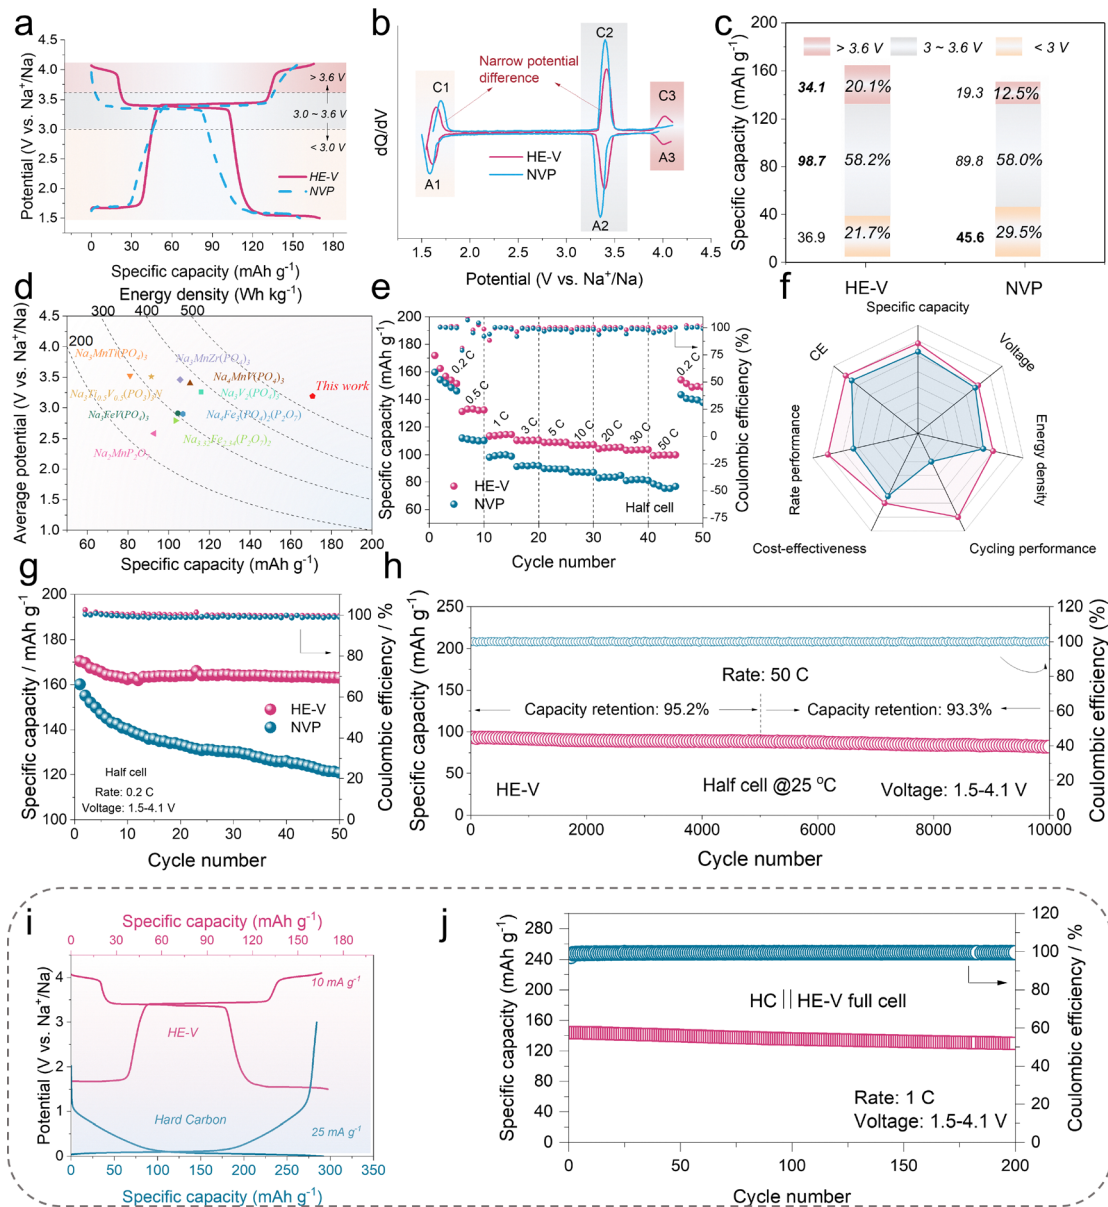 a
Potential (V vs. Na⁺/Na)
4.5
4.0
3.5
3.0
2.5
2.0
1.5
> 3.6 V
3.0 ~ 3.6 V
< 3.0 V
HE-V
NVP
0
30
60
90
120
150
180
Specific capacity (mAh g⁻¹)
b
dQ/dV
C1
C2
C3
A1
A2
A3
Narrow potential
difference
HE-V
NVP
1.5
2.0
2.5
3.0
3.5
4.0
4.5
Potential (V vs. Na⁺/Na)
c
Specific capacity (mAh g⁻¹)
200
160
120
80
40
0
> 3.6 V
3 ~ 3.6 V
< 3 V
34.1
20.1%
19.3
12.5%
98.7
58.2%
89.8
58.0%
36.9
21.7%
45.6
29.5%
HE-V
NVP
d
Energy density (Wh kg⁻¹)
200
300
400
500
Average potential (V vs. Na⁺/Na)
4.5
4.0
3.5
3.0
2.5
2.0
1.5
1.0
Na₃MnTi(PO₄)₃
Na₃MnZr(PO₄)₃
Na₄MnV(PO₄)₃
Na₃V₂(PO₄)₃
This work
Na₃FeV(PO₄)₃
Na₄Fe₃(PO₄)₂(P₂O₇)
Na₂MnP₂O₇
60
80
100
120
140
160
180
200
Specific capacity (mAh g⁻¹)
e
Specific capacity (mAh g⁻¹)
200
180
160
140
120
100
80
60
0.2 C
0.5 C
1 C
3 C
5 C
10 C
20 C
30 C
50 C
0.2 C
HE-V
NVP
Half cell
0
10
20
30
40
50
Cycle number
Coulombic efficiency (%)
100
75
50
25
0
-25
-50
-75
f
Specific capacity
Voltage
Energy density
Cycling performance
Cost-effectiveness
Rate performance
CE
g
Specific capacity / mAh g⁻¹
200
190
180
160
140
120
100
HE-V
NVP
Half cell
Rate: 0.2 C
Voltage: 1.5-4.1 V
0
10
20
30
40
50
Cycle number
Coulombic efficiency / %
100
80
60
40
20
0
h
Specific capacity (mAh g⁻¹)
250
200
150
100
50
0
Rate: 50 C
Capacity retention: 95.2%
Capacity retention: 93.3%
HE-V
Half cell @25 °C
Voltage: 1.5-4.1 V
0
2000
4000
6000
8000
10000
Cycle number
Coulombic efficiency (%)
120
100
80
60
40
20
0
i
Specific capacity (mAh g⁻¹)
0
30
60
90
120
150
180
Potential (V vs. Na⁺/Na)
4
3
2
1
0
10 mA g⁻¹
HE-V
Hard Carbon
25 mA g⁻¹
0
50
100
150
200
250
300
350
Specific capacity (mAh g⁻¹)
j
Specific capacity (mAh g⁻¹)
280
240
200
160
120
80
40
0
HC || HE-V full cell
Rate: 1 C
Voltage: 1.5-4.1 V
0
50
100
150
200
Cycle number
Coulombic efficiency / %
120
100
80
60
40
20
0